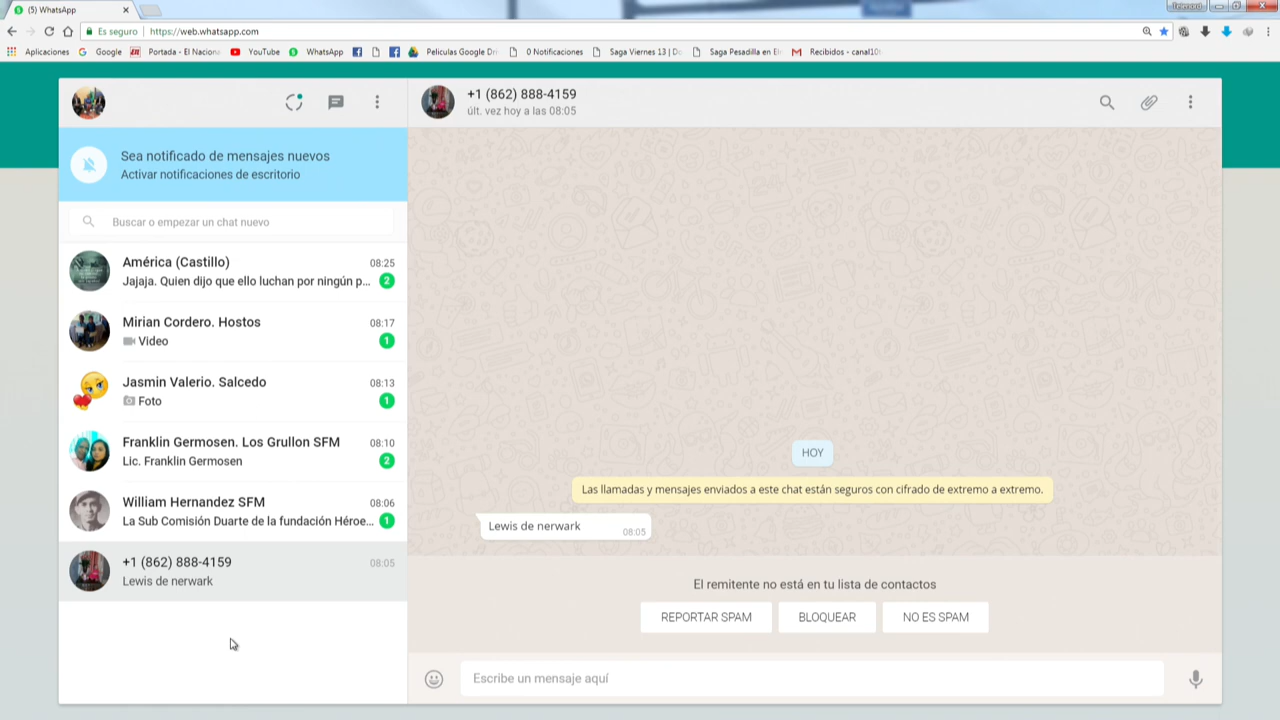 (5) WhatsApp
Telenord
Es seguro
https://web.whatsapp.com
Aplicaciones
Google
Portada - El Naciona
YouTube
WhatsApp
Peliculas Google Dri
0 Notificaciones
Saga Viernes 13 | Do
Saga Pesadilla en El
Recibidos - canal10
Sea notificado de mensajes nuevos
Activar notificaciones de escritorio
Buscar o empezar un chat nuevo
América (Castillo)
08:25
Jajaja. Quien dijo que ello luchan por ningún p...
2
Mirian Cordero. Hostos
08:17
Video
1
Jasmin Valerio. Salcedo
08:13
Foto
1
Franklin Germosen. Los Grullon SFM
08:10
Lic. Franklin Germosen
2
William Hernandez SFM
08:06
La Sub Comisión Duarte de la fundación Héroe...
1
+1 (862) 888-4159
08:05
Lewis de nerwark
+1 (862) 888-4159
últ. vez hoy a las 08:05
HOY
Las llamadas y mensajes enviados a este chat están seguros con cifrado de extremo a extremo.
Lewis de nerwark
08:05
El remitente no está en tu lista de contactos
REPORTAR SPAM
BLOQUEAR
NO ES SPAM
Escribe un mensaje aquí